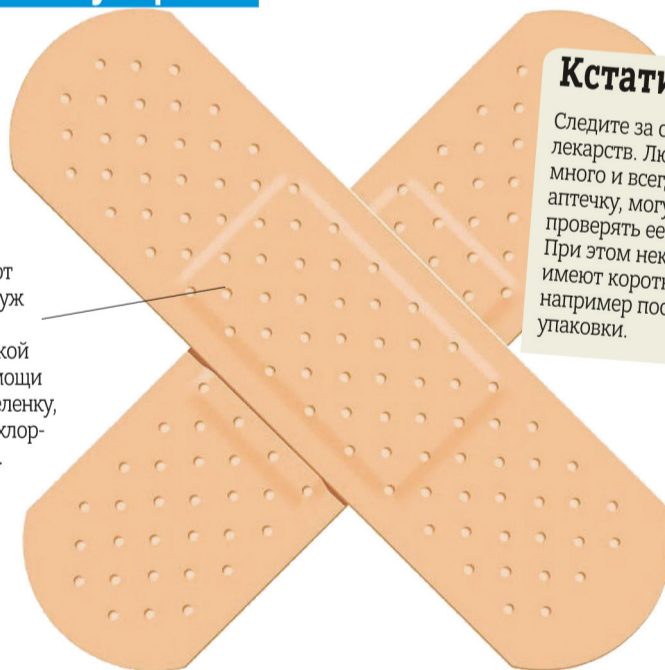 от
уж
кой
мощи
еленку,
хлор-
Кстати
Следите за с
лекарств. Лю
много и всег
аптечку, могу
проверять ее
При этом нек
имеют коротк
например пос
упаковки.